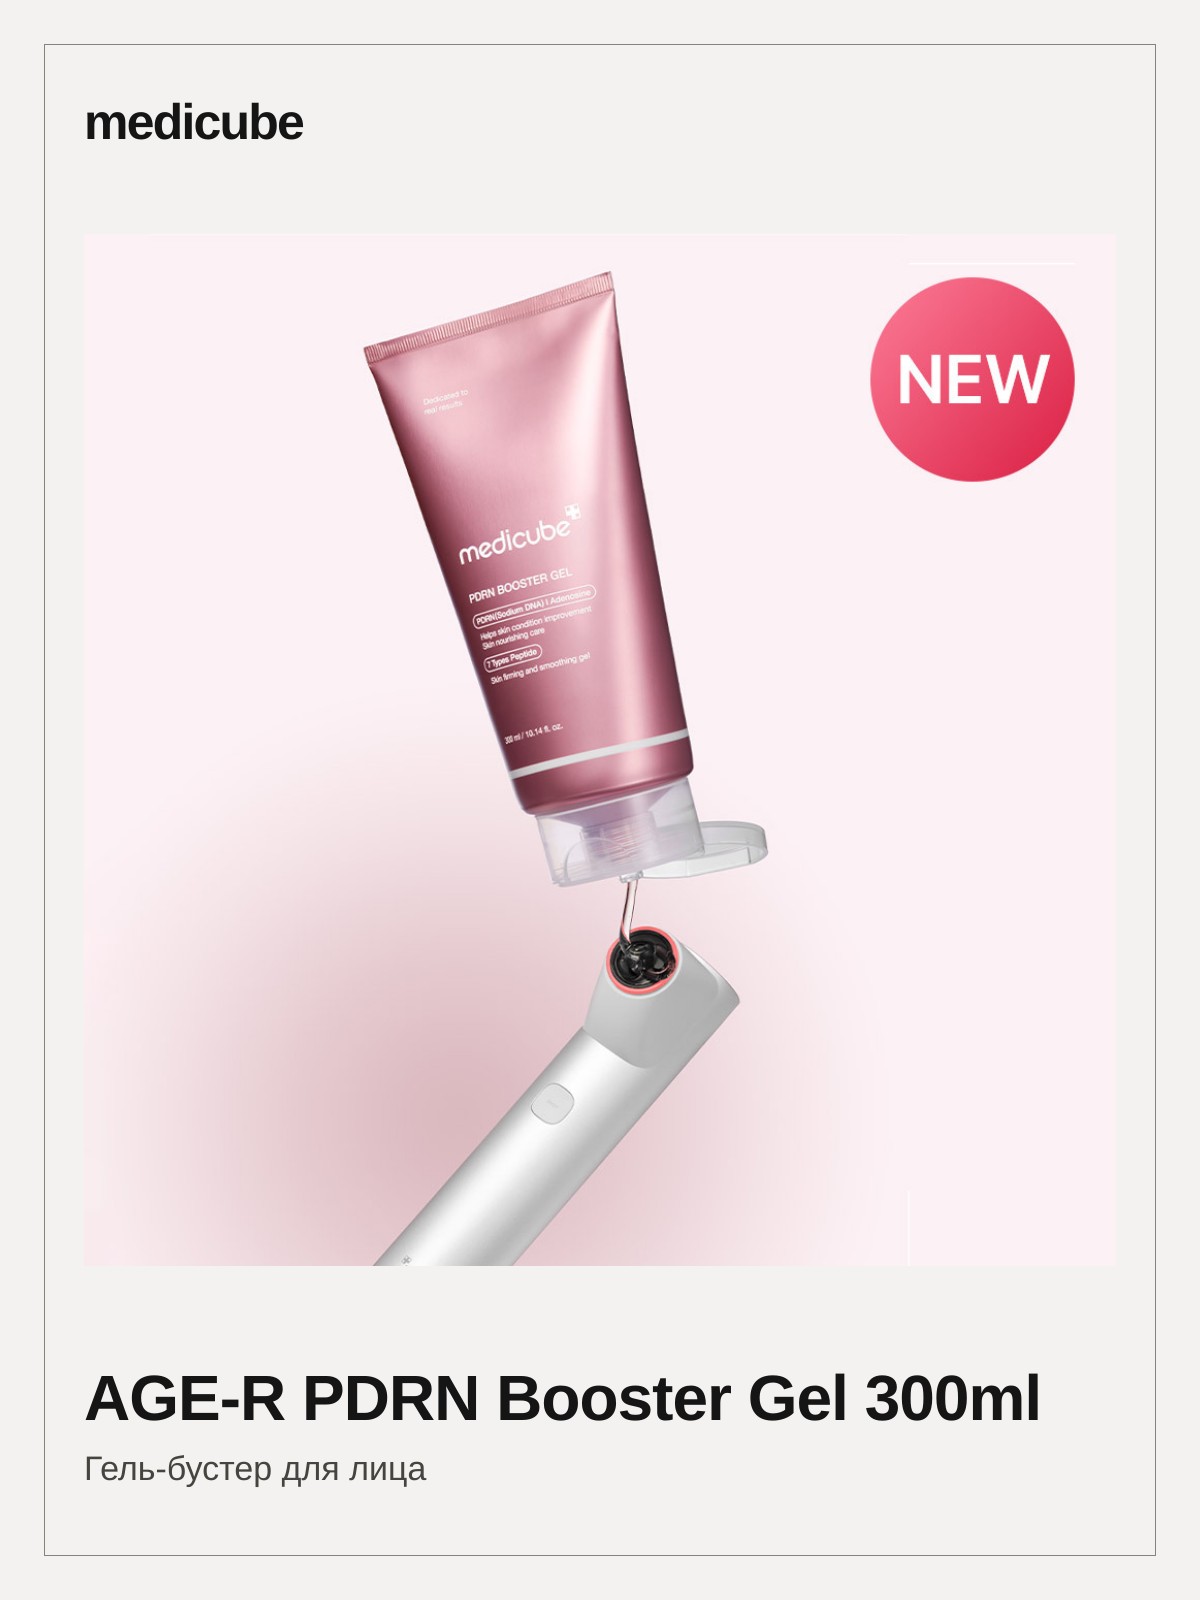 medicube
NEW
Dedicated to
real results
medicube
PDRN BOOSTER GEL
PDRN(Sodium DNA) I Adenosine
Helps skin condition improvement
Skin nourishing care
7 Types Peptide
Skin firming and smoothing gel
300 ml / 10.14 fl. oz.
AGE-R PDRN Booster Gel 300ml
Гель-бустер для лица